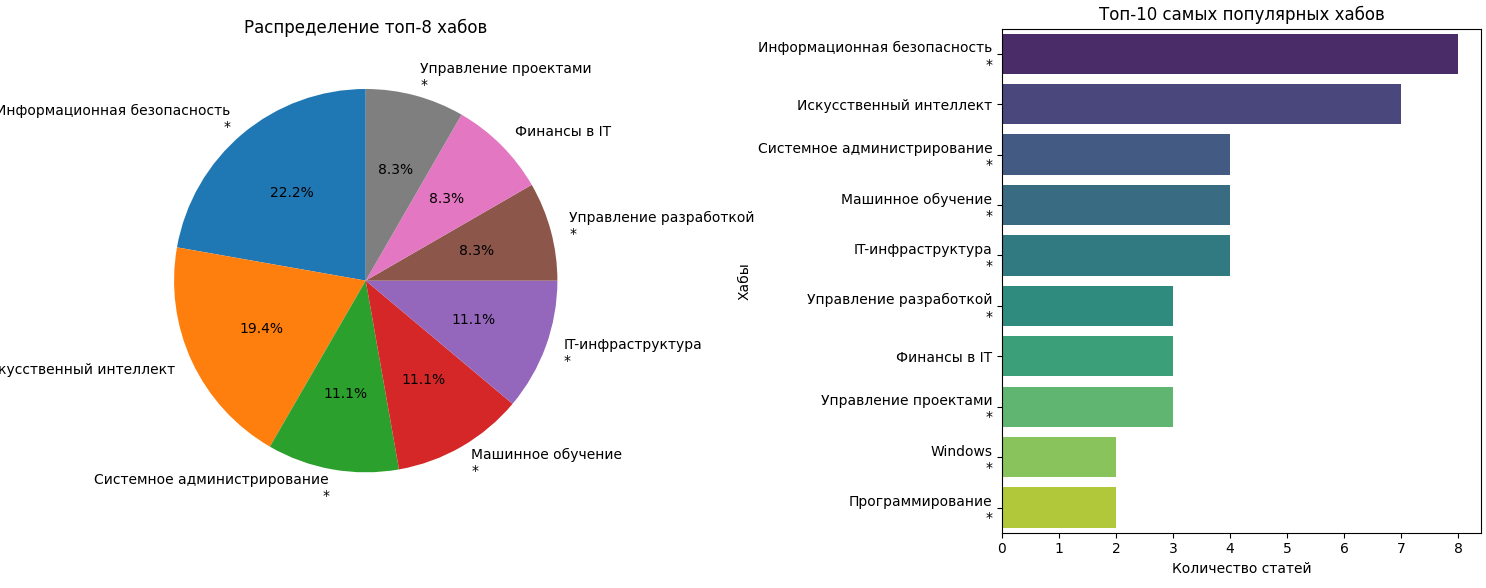 Распределение топ-8 хабов
Управление проектами
*
Информационная безопасность
*
Финансы в IT
8.3%
22.2%
8.3%
Управление разработкой
*
8.3%
19.4%
11.1%
IT-инфраструктура
*
кусственный интеллект
11.1%
11.1%
Машинное обучение
*
Системное администрирование
*
Топ-10 самых популярных хабов
Информационная безопасность
*
Искусственный интеллект
Системное администрирование
*
Машинное обучение
*
IT-инфраструктура
*
Хабы
Управление разработкой
*
Финансы в IT
Управление проектами
*
Windows
*
Программирование
*
0 1 2 3 4 5 6 7 8
Количество статей